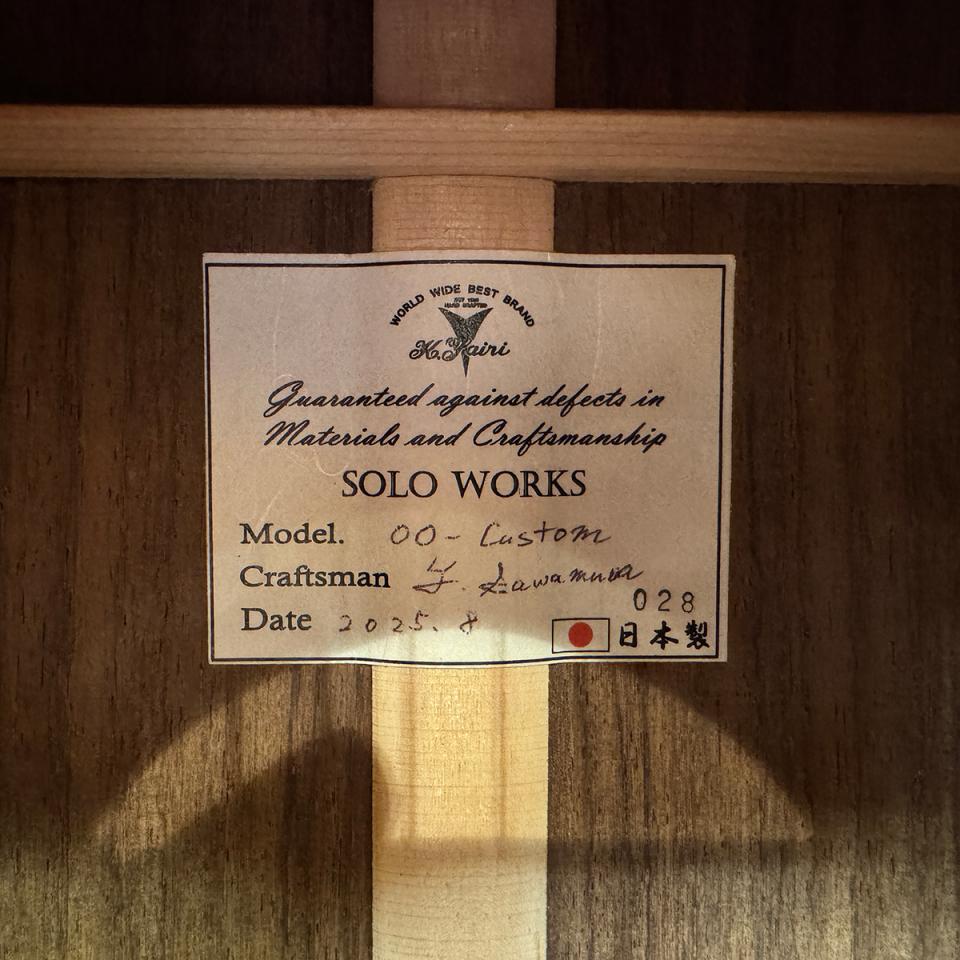 WORLD WIDE BEST BRAND
K.Yairi
Guaranteed against defects in
Materials and Craftsmanship
SOLO WORKS
Model. 00- Custom
Craftsman Y. Sawamura
Date 2025. 8
028
日本製